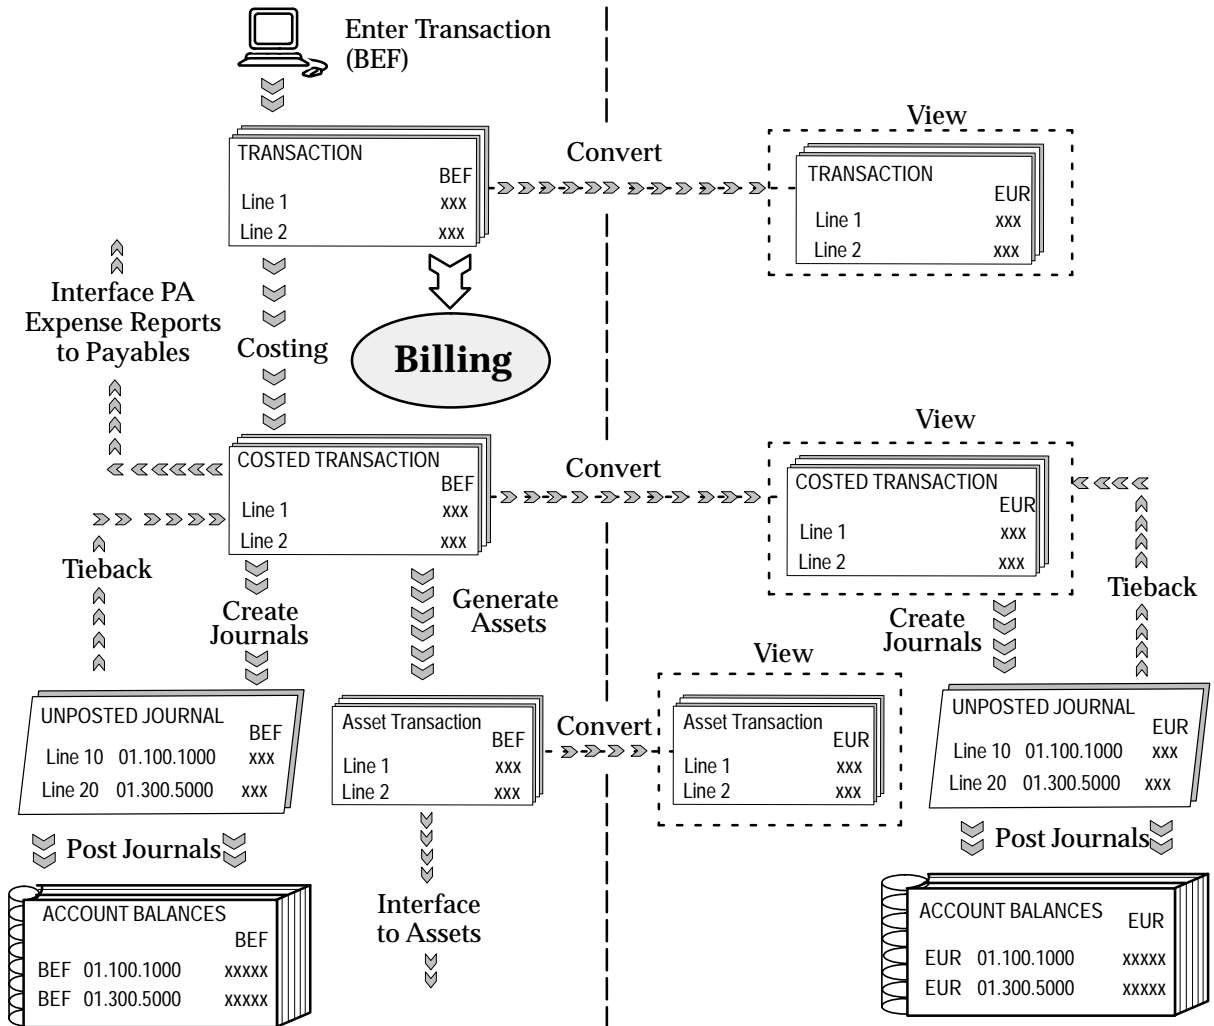 Enter Transaction
(BEF)
TRANSACTION
BEF
Line 1 xxx
Line 2 xxx
Convert
View
TRANSACTION
EUR
Line 1 xxx
Line 2 xxx
Interface PA
Expense Reports
to Payables
Costing
Billing
COSTED TRANSACTION
BEF
Line 1 xxx
Line 2 xxx
Convert
View
COSTED TRANSACTION
EUR
Line 1 xxx
Line 2 xxx
Tieback
Create
Journals
Generate
Assets
Create
Journals
Tieback
UNPOSTED JOURNAL
BEF
Line 10 01.100.1000 xxx
Line 20 01.300.5000 xxx
Asset Transaction
BEF
Line 1 xxx
Line 2 xxx
Convert
View
Asset Transaction
EUR
Line 1 xxx
Line 2 xxx
UNPOSTED JOURNAL
EUR
Line 10 01.100.1000 xxx
Line 20 01.300.5000 xxx
Post Journals
Interface
to Assets
Post Journals
ACCOUNT BALANCES
BEF
BEF 01.100.1000 xxxxx
BEF 01.300.5000 xxxxx
ACCOUNT BALANCES
EUR
EUR 01.100.1000 xxxxx
EUR 01.300.5000 xxxxx